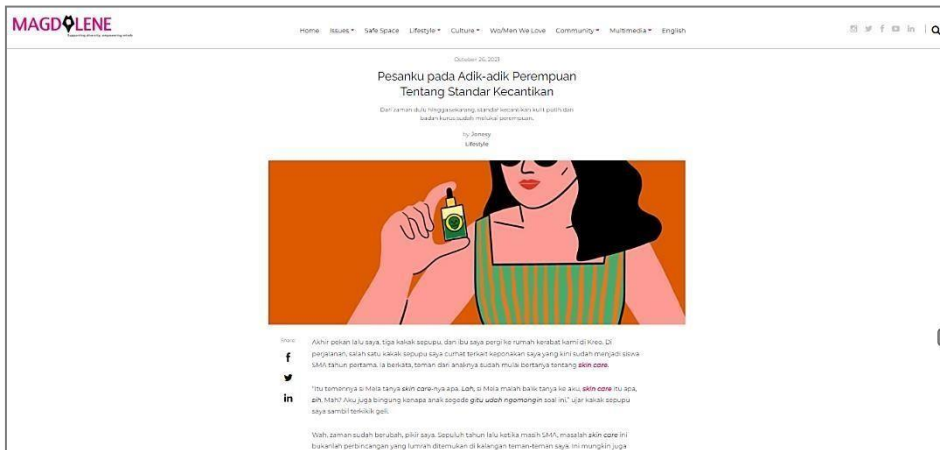 MAGDALENE
Supporting diversity, empowering minds
Home Issues Safe Space Lifestyle Culture Wo/Men We Love Community Multimedia English
October 26, 2021
Pesanku pada Adik-adik Perempuan
Tentang Standar Kecantikan
Dari zaman dulu hingga sekarang, standar kecantikan kulit putih dan
badan kurus sudah melukai perempuan.
by Jonesy
Lifestyle
Share:
Akhir pekan lalu saya, tiga kakak sepupu, dan ibu saya pergi ke rumah kerabat kami di Kreo. Di
perjalanan, salah satu kakak sepupu saya curhat terkait keponakan saya yang kini sudah menjadi siswa
SMA tahun pertama. Ia berkata, teman dari anaknya sudah mulai bertanya tentang skin care.
"Itu temennya si Mela tanya skin care-nya apa. Lah, si Mela malah balik tanya ke aku, skin care itu apa,
sih, Mah? Aku juga bingung kenapa anak segede gitu udah ngomongin soal ini," ujar kakak sepupu
saya sambil terkikik geli.
Wah, zaman sudah berubah, pikir saya. Sepuluh tahun lalu ketika masih SMA, masalah skin care ini
bukanlah perbincangan yang lumrah ditemukan di kalangan teman-teman saya. Ini mungkin juga